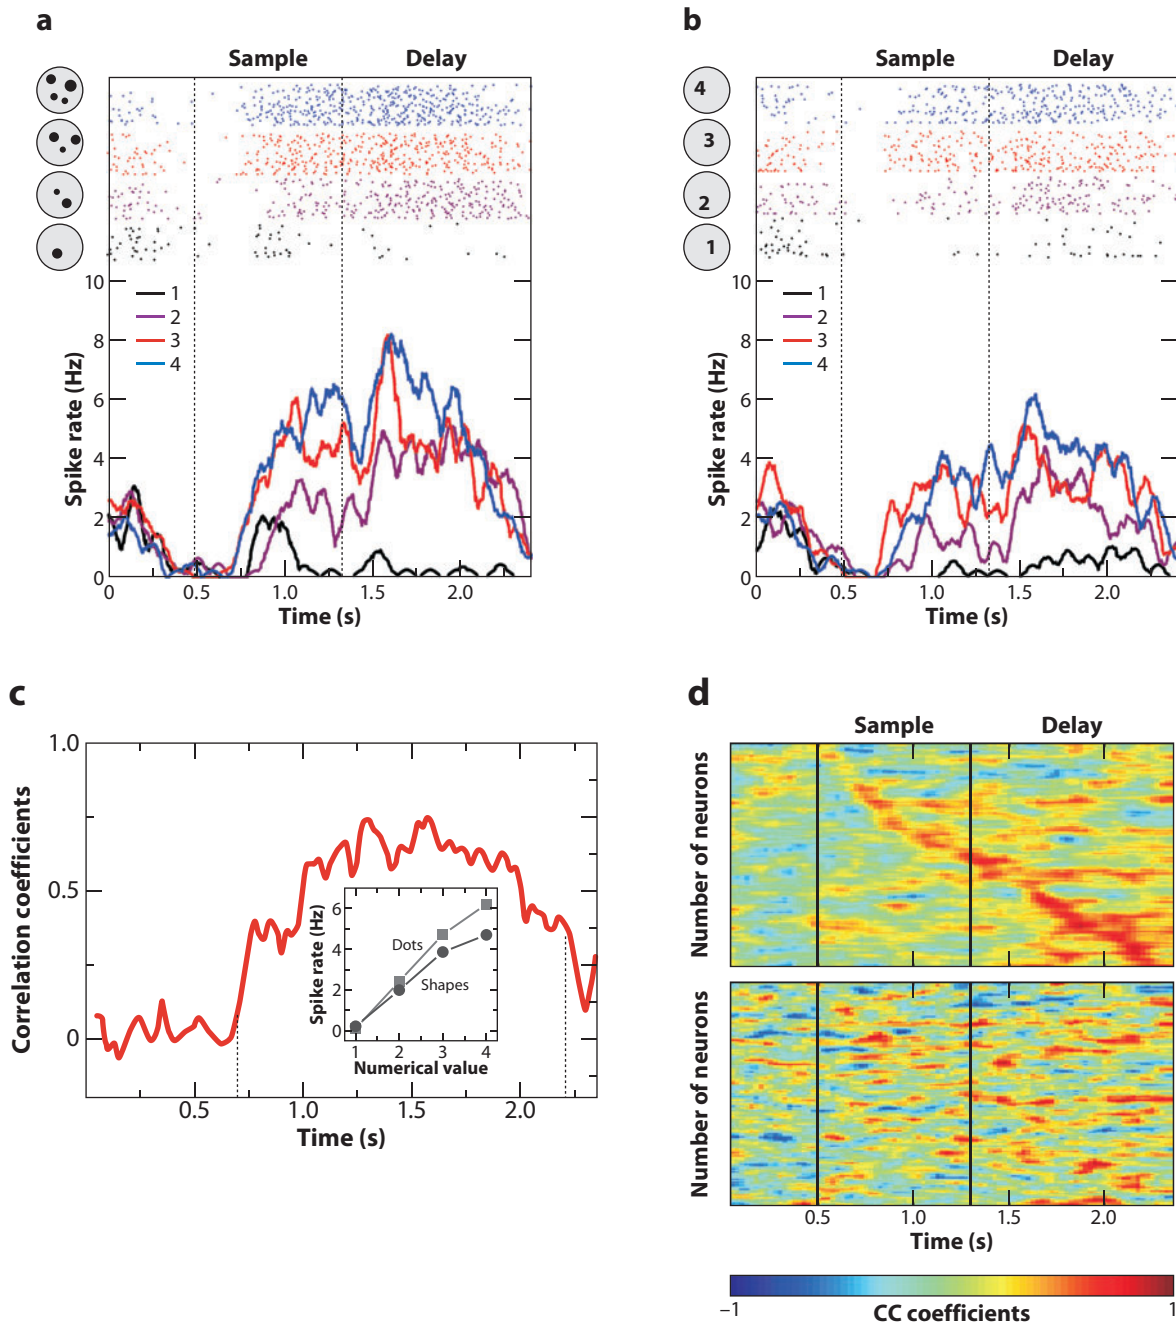 a
Sample Delay
10
8
6
4
2
0
Spike rate (Hz)
1
2
3
4
0 0.5 1.0 1.5 2.0
Time (s)
b
Sample Delay
4
3
2
1
10
8
6
4
2
0
Spike rate (Hz)
1
2
3
4
0 0.5 1.0 1.5 2.0
Time (s)
c
1.0
0.5
0
Correlation coefficients
0.5 1.0 1.5 2.0
Time (s)
6
4
2
0
Spike rate (Hz)
Dots
Shapes
1 2 3 4
Numerical value
d
Sample Delay
Number of neurons
Number of neurons
0.5 1.0 1.5 2.0
Time (s)
–1 1
CC coefficients